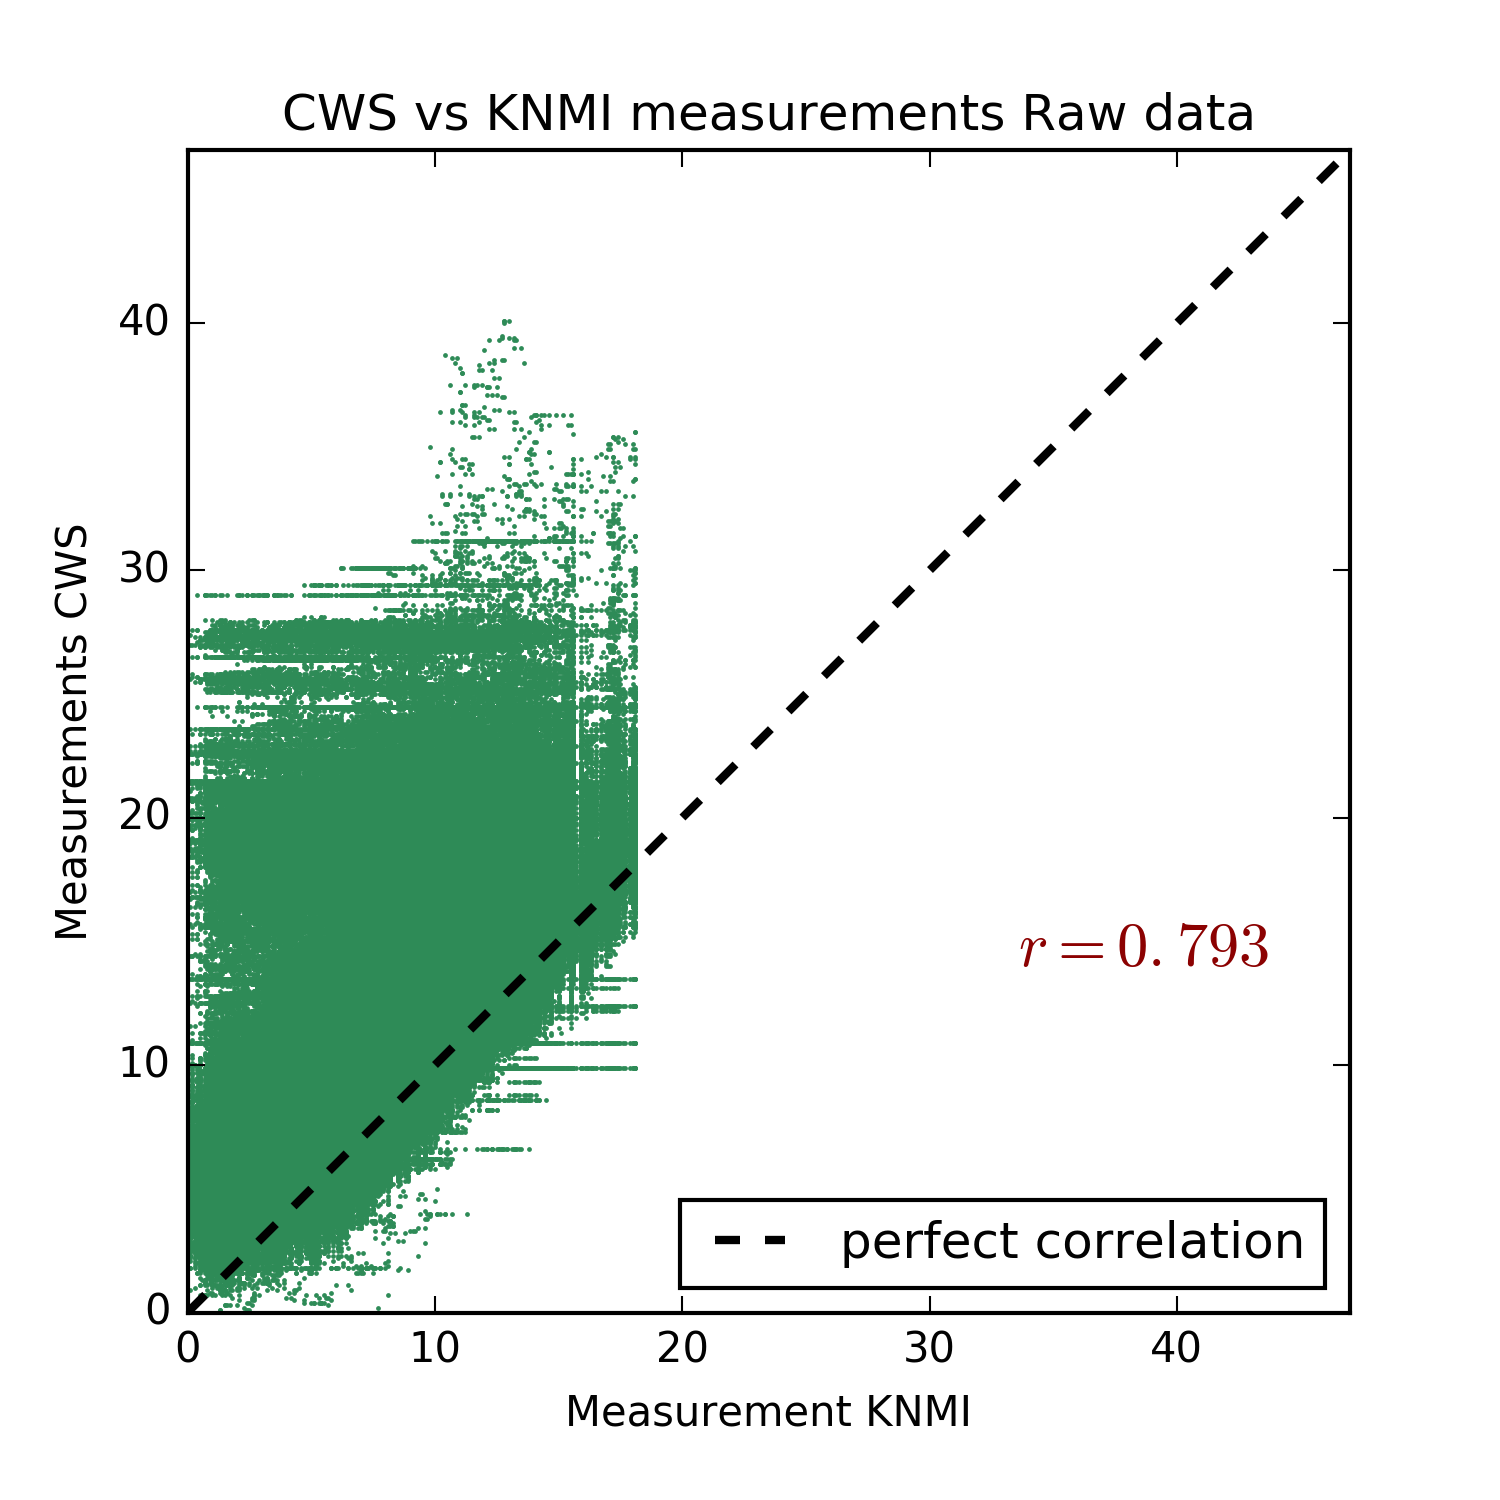 CWS vs KNMI measurements Raw data
Measurements CWS
40
30
20
10
0
r = 0.793
perfect correlation
0 10 20 30 40
Measurement KNMI